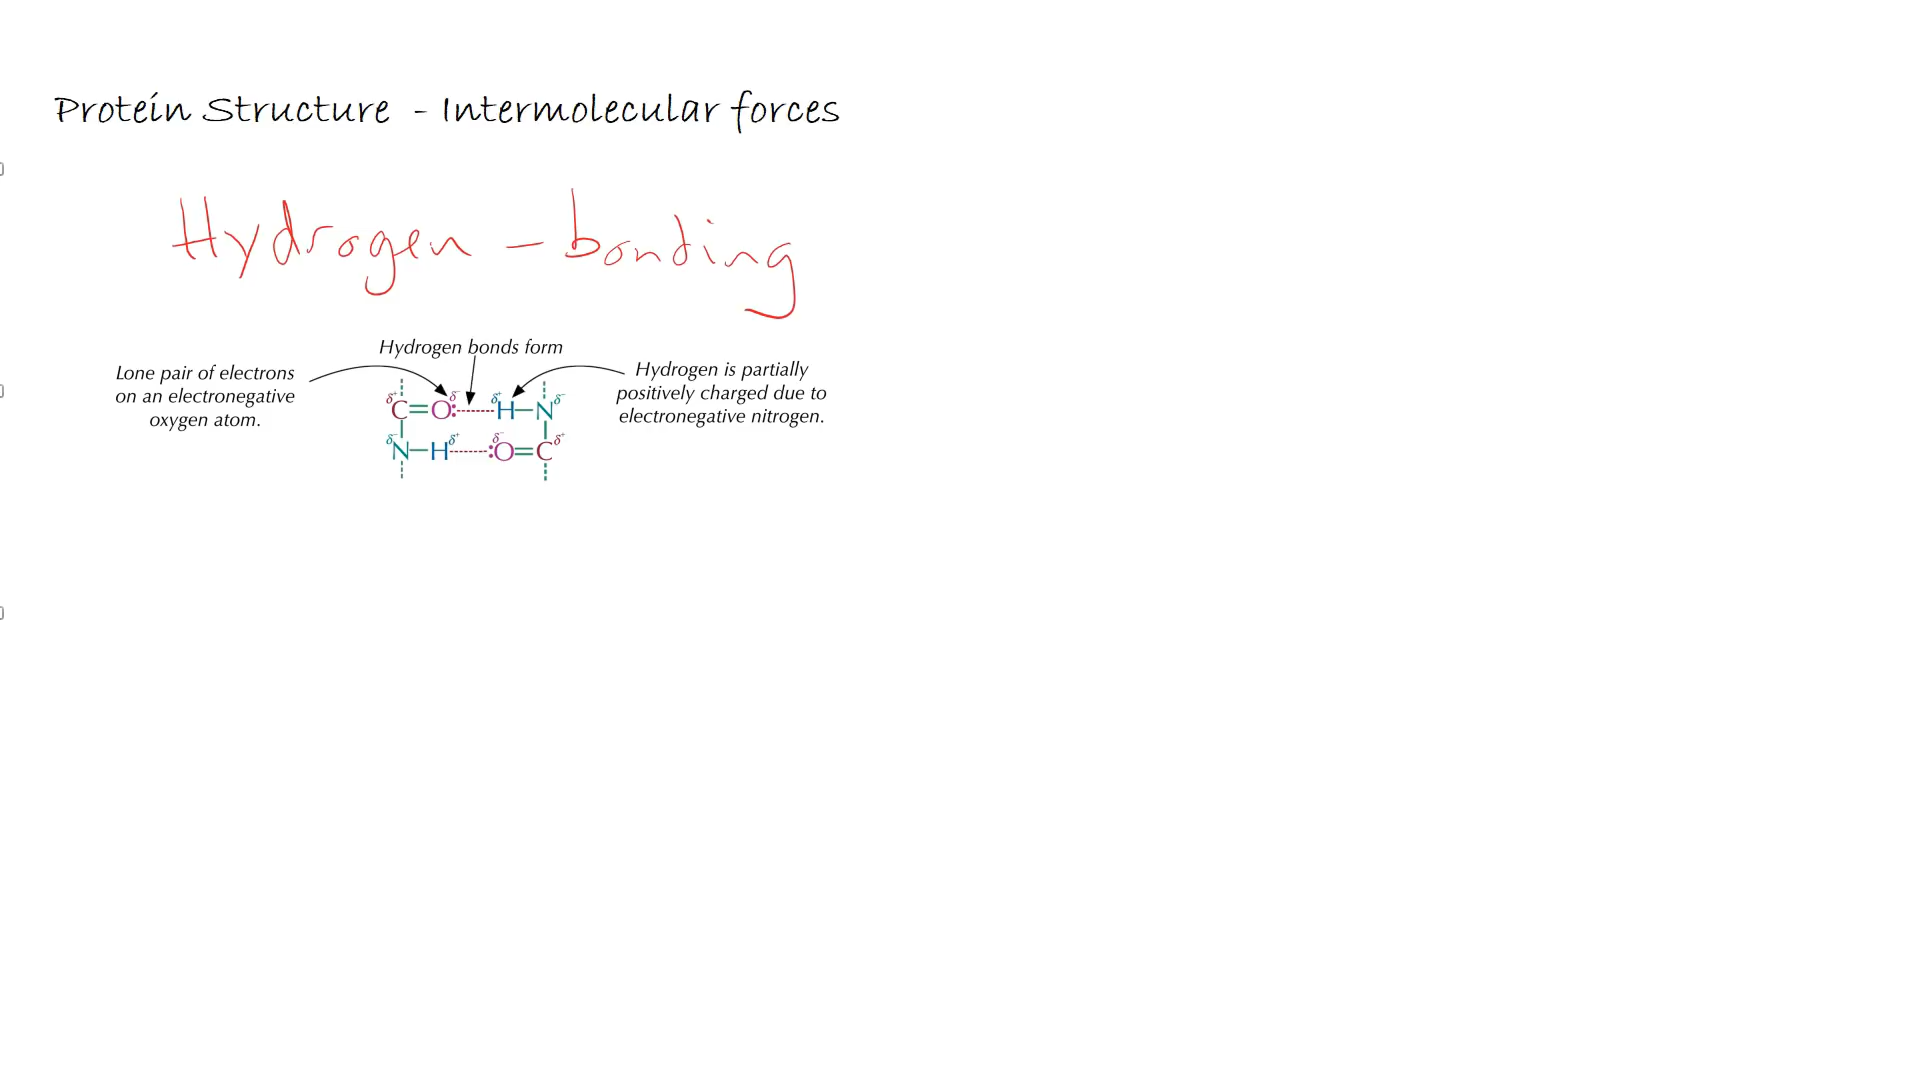 Protein Structure - Intermolecular forces
Hydrogen - bonding
Hydrogen bonds form
Lone pair of electrons
on an electronegative
oxygen atom.
Hydrogen is partially
positively charged due to
electronegative nitrogen.
δ+ C=O δ- :------ δ+ H—N δ-
δ- N—H δ+ ------: δ- O=C δ+